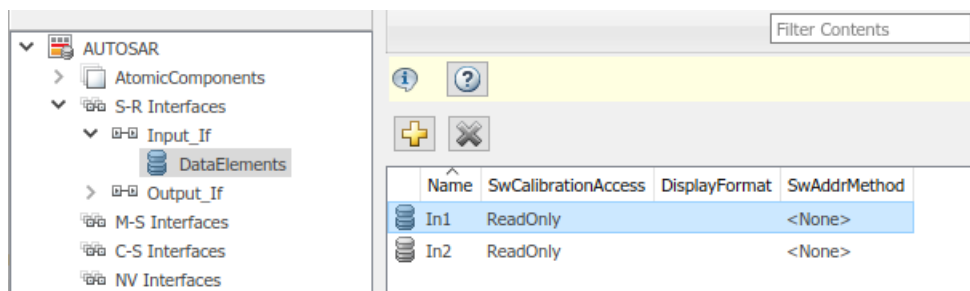 Filter Contents
AUTOSAR
AtomicComponents
S-R Interfaces
Input_If
DataElements
Output_If
M-S Interfaces
C-S Interfaces
NV Interfaces
Name SwCalibrationAccess DisplayFormat SwAddrMethod
In1 ReadOnly <None>
In2 ReadOnly <None>